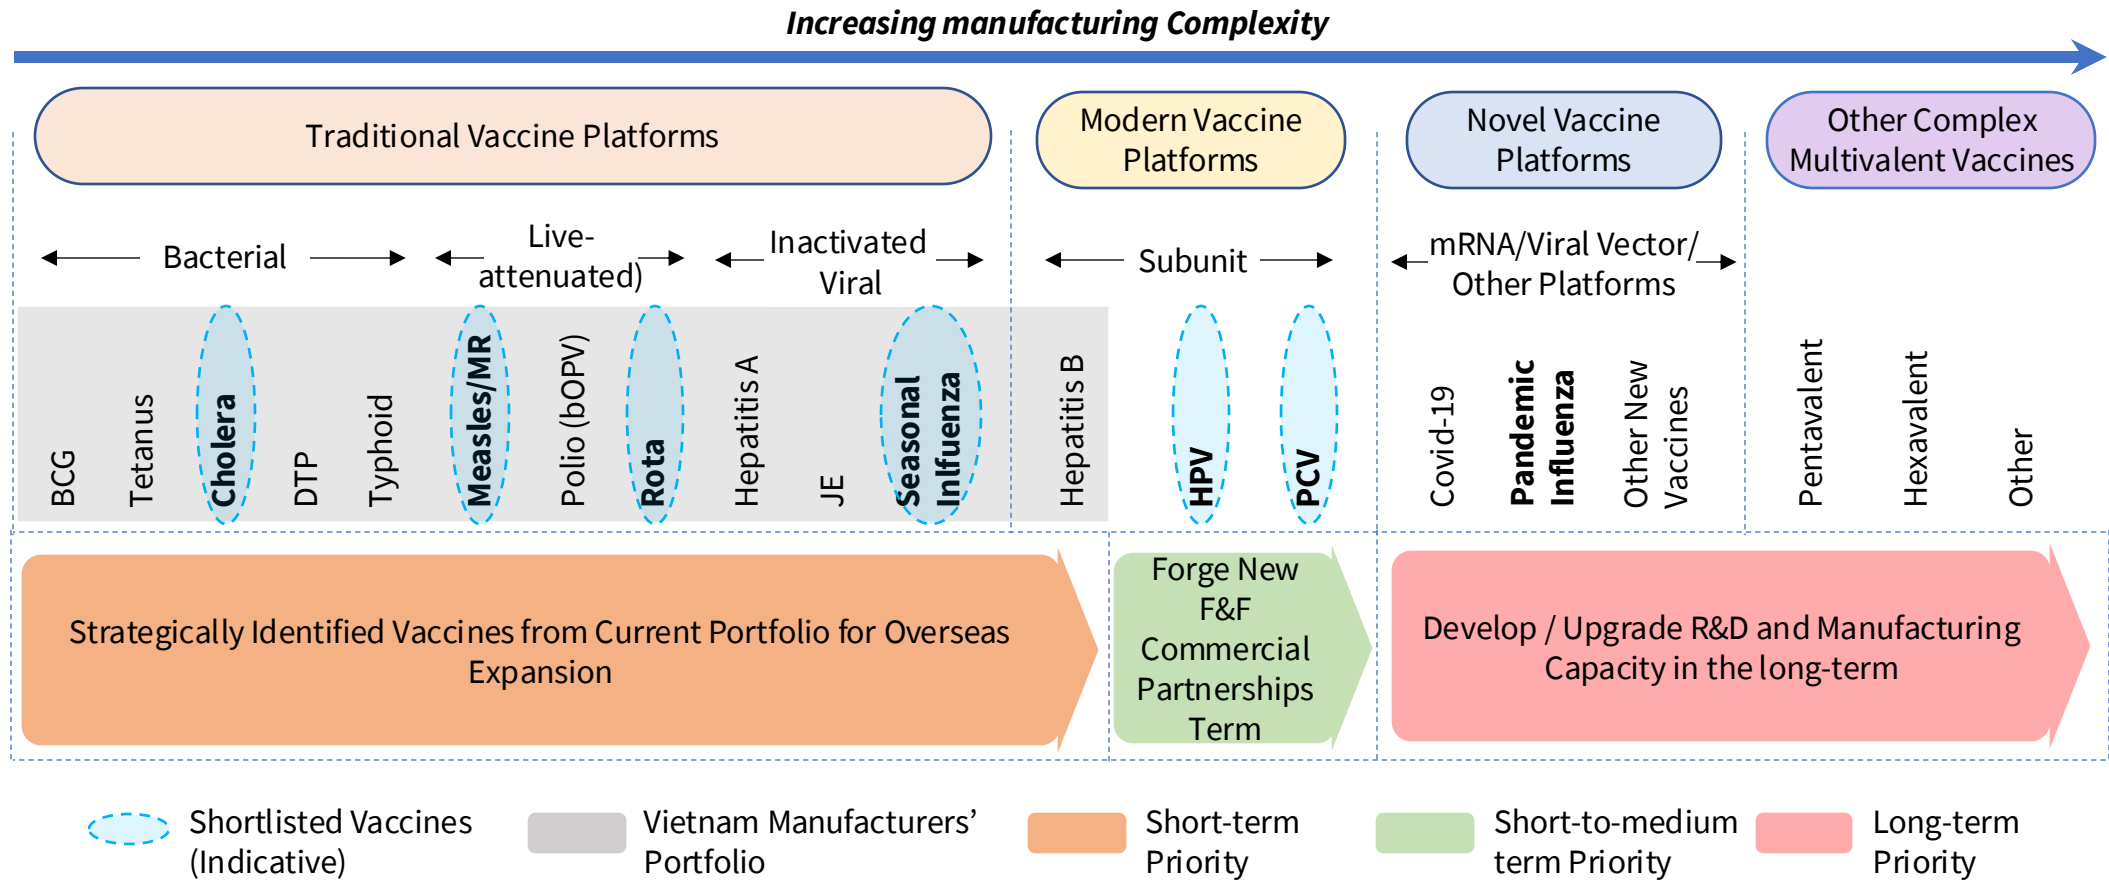 Increasing manufacturing Complexity
Traditional Vaccine Platforms
Modern Vaccine
Platforms
Novel Vaccine
Platforms
Other Complex
Multivalent Vaccines
Bacterial
Live-
attenuated)
Inactivated
Viral
Subunit
mRNA/Viral Vector/
Other Platforms
BCG
Tetanus
Cholera
DTP
Typhoid
Measles/MR
Polio (bOPV)
Rota
Hepatitis A
JE
Seasonal
Inlfuenza
Hepatitis B
HPV
PCV
Covid-19
Pandemic
Influenza
Other New
Vaccines
Pentavalent
Hexavalent
Other
Strategically Identified Vaccines from Current Portfolio for Overseas
Expansion
Forge New
F&F
Commercial
Partnerships
Term
Develop / Upgrade R&D and Manufacturing
Capacity in the long-term
Shortlisted Vaccines
(Indicative)
Vietnam Manufacturers’
Portfolio
Short-term
Priority
Short-to-medium
term Priority
Long-term
Priority